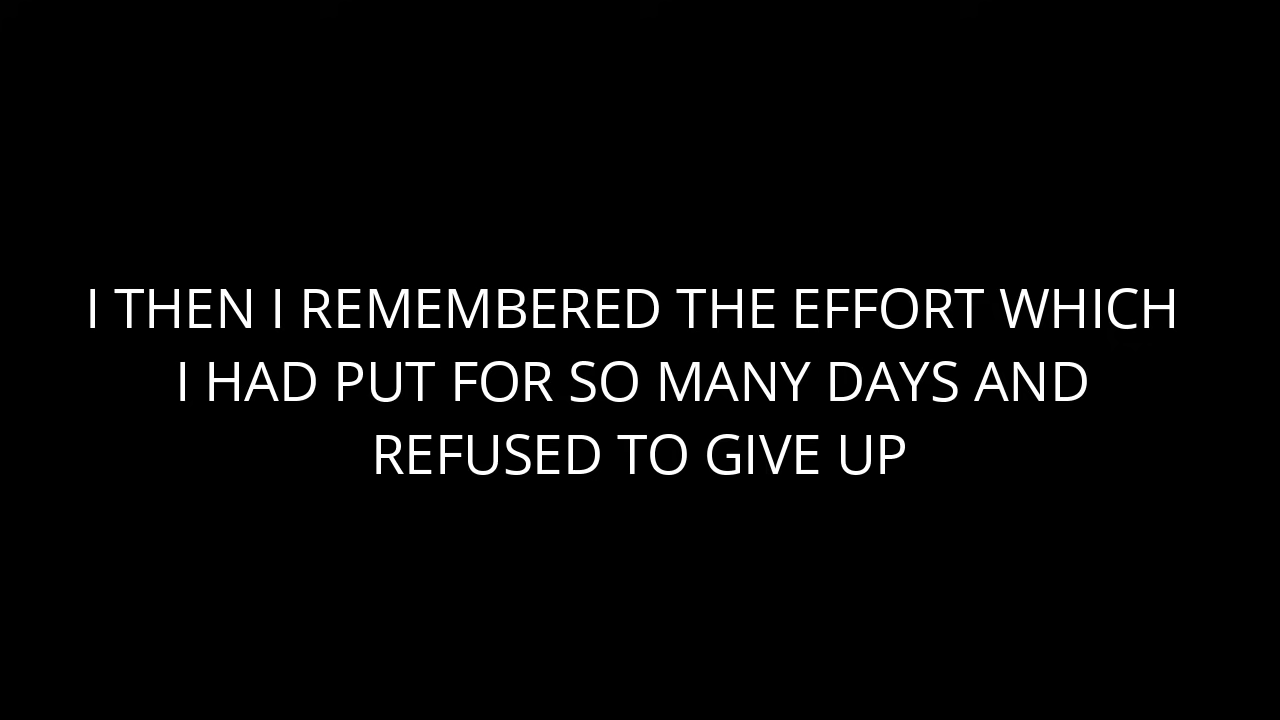 I THEN I REMEMBERED THE EFFORT WHICH
I HAD PUT FOR SO MANY DAYS AND
REFUSED TO GIVE UP